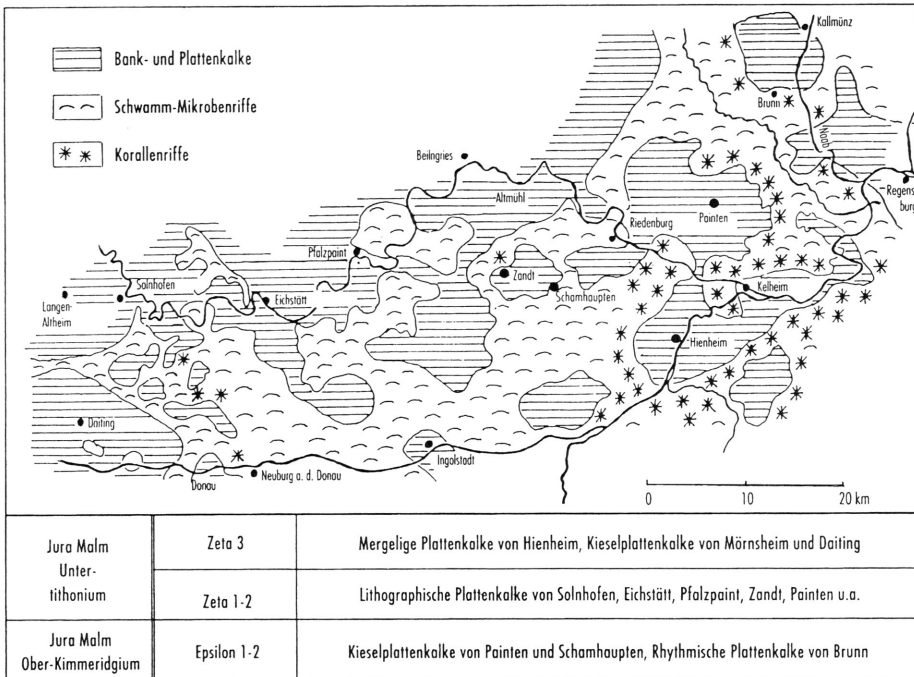 Bank- und Plattenkalke
Schwamm-Mikrobenriffe
Korallenriffe
Kallmünz
Brunn
Naab
Regens
burg
Beilngries
Altmühl
Riedenburg
Painten
Pfalzpaint
Zandt
Schamhaupten
Kelheim
Solnhofen
Langen-
Altheim
Eichstätt
Hienheim
Daiting
Ingolstadt
Donau
Neuburg a. d. Donau
0 10 20 km
Jura Malm
Unter-
tithonium
Zeta 3
Mergelige Plattenkalke von Hienheim, Kieselplattenkalke von Mörnsheim und Daiting
Zeta 1-2
Lithographische Plattenkalke von Solnhofen, Eichstätt, Pfalzpaint, Zandt, Painten u.a.
Jura Malm
Ober-Kimmeridgium
Epsilon 1-2
Kieselplattenkalke von Painten und Schamhaupten, Rhythmische Plattenkalke von Brunn